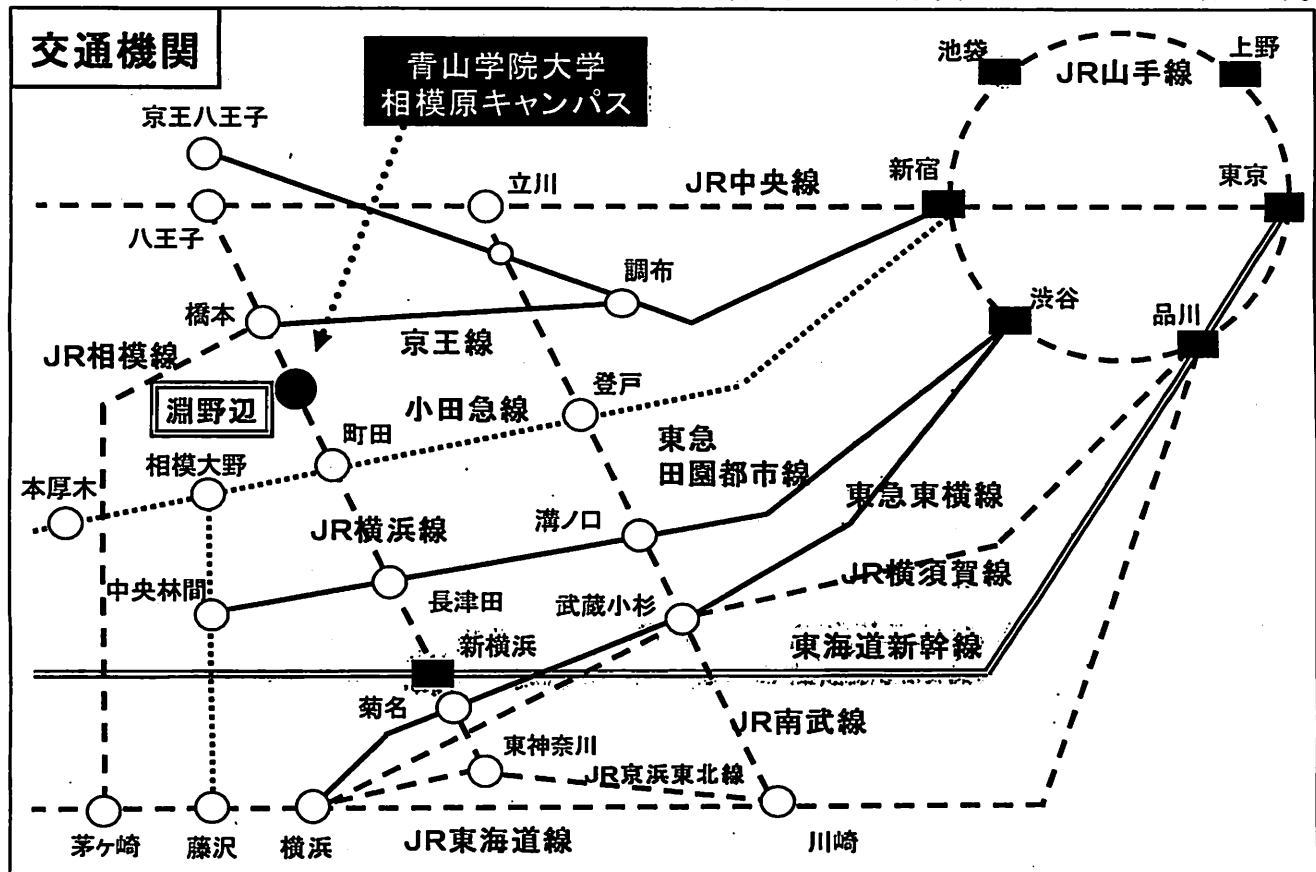 交通機関
青山学院大学
相模原キャンパス
池袋
上野
JR山手線
京王八王子
立川
JR中央線
新宿
東京
八王子
調布
渋谷
品川
橋本
京王線
JR相模線
淵野辺
小田急線
登戸
町田
東急
田園都市線
相模大野
本厚木
東急東横線
JR横浜線
溝ノ口
JR横須賀線
中央林間
長津田
武蔵小杉
新横浜
東海道新幹線
菊名
JR南武線
東神奈川
JR京浜東北線
茅ヶ崎
藤沢
横浜
JR東海道線
川崎